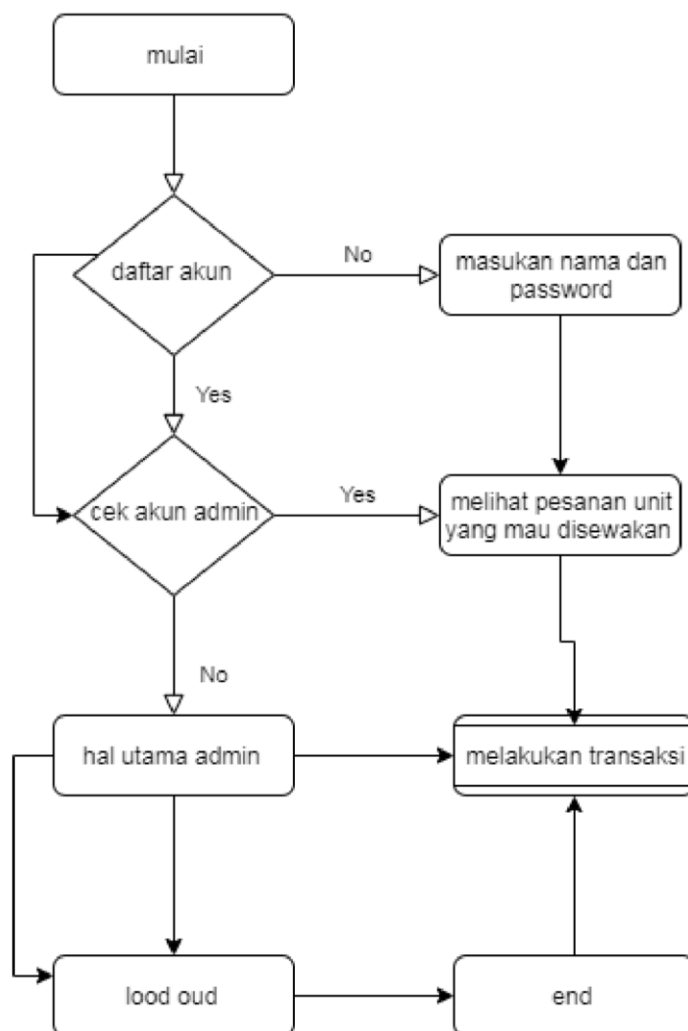 mulai
daftar akun
No
masukan nama dan
password
Yes
cek akun admin
Yes
melihat pesanan unit
yang mau disewakan
No
hal utama admin
melakukan transaksi
lood oud
end